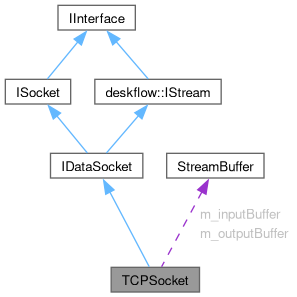 IInterface
ISocket
deskflow::IStream
IDataSocket
StreamBuffer
m_inputBuffer
m_outputBuffer
TCPSocket